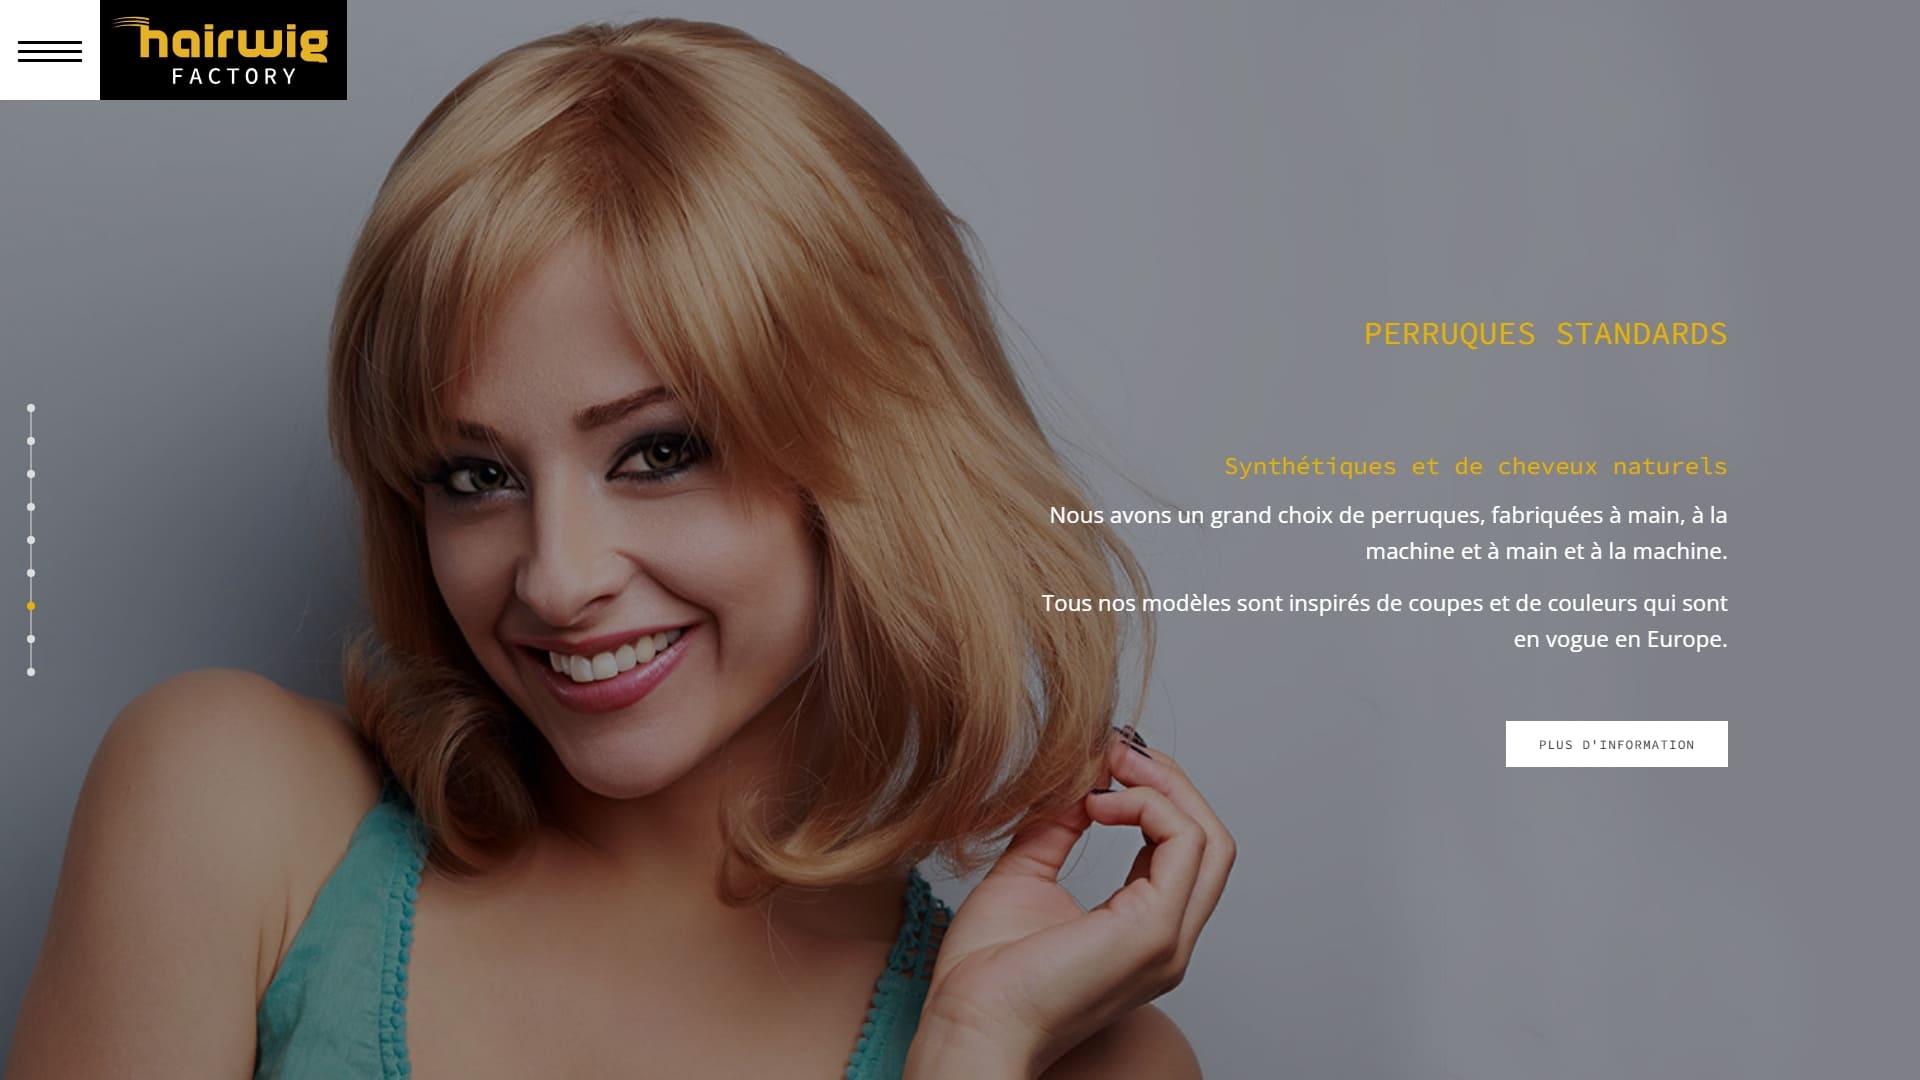 hairwig
FACTORY
PERRUQUES STANDARDS
Synthétiques et de cheveux naturels
Nous avons un grand choix de perruques, fabriquées à main, à la
machine et à main et à la machine.
Tous nos modèles sont inspirés de coupes et de couleurs qui sont
en vogue en Europe.
PLUS D'INFORMATION